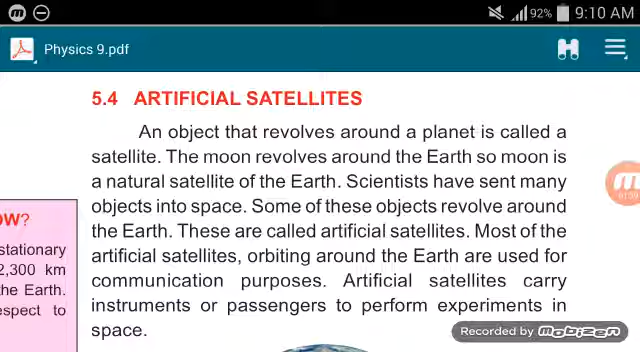 92% 9:10 AM
Physics 9.pdf
5.4 ARTIFICIAL SATELLITES
An object that revolves around a planet is called a
satellite. The moon revolves around the Earth so moon is
a natural satellite of the Earth. Scientists have sent many
objects into space. Some of these objects revolve around
the Earth. These are called artificial satellites. Most of the
artificial satellites, orbiting around the Earth are used for
communication purposes. Artificial satellites carry
instruments or passengers to perform experiments in
space.
OW?
stationary
2,300 km
the Earth.
espect to
Recorded by mobizen